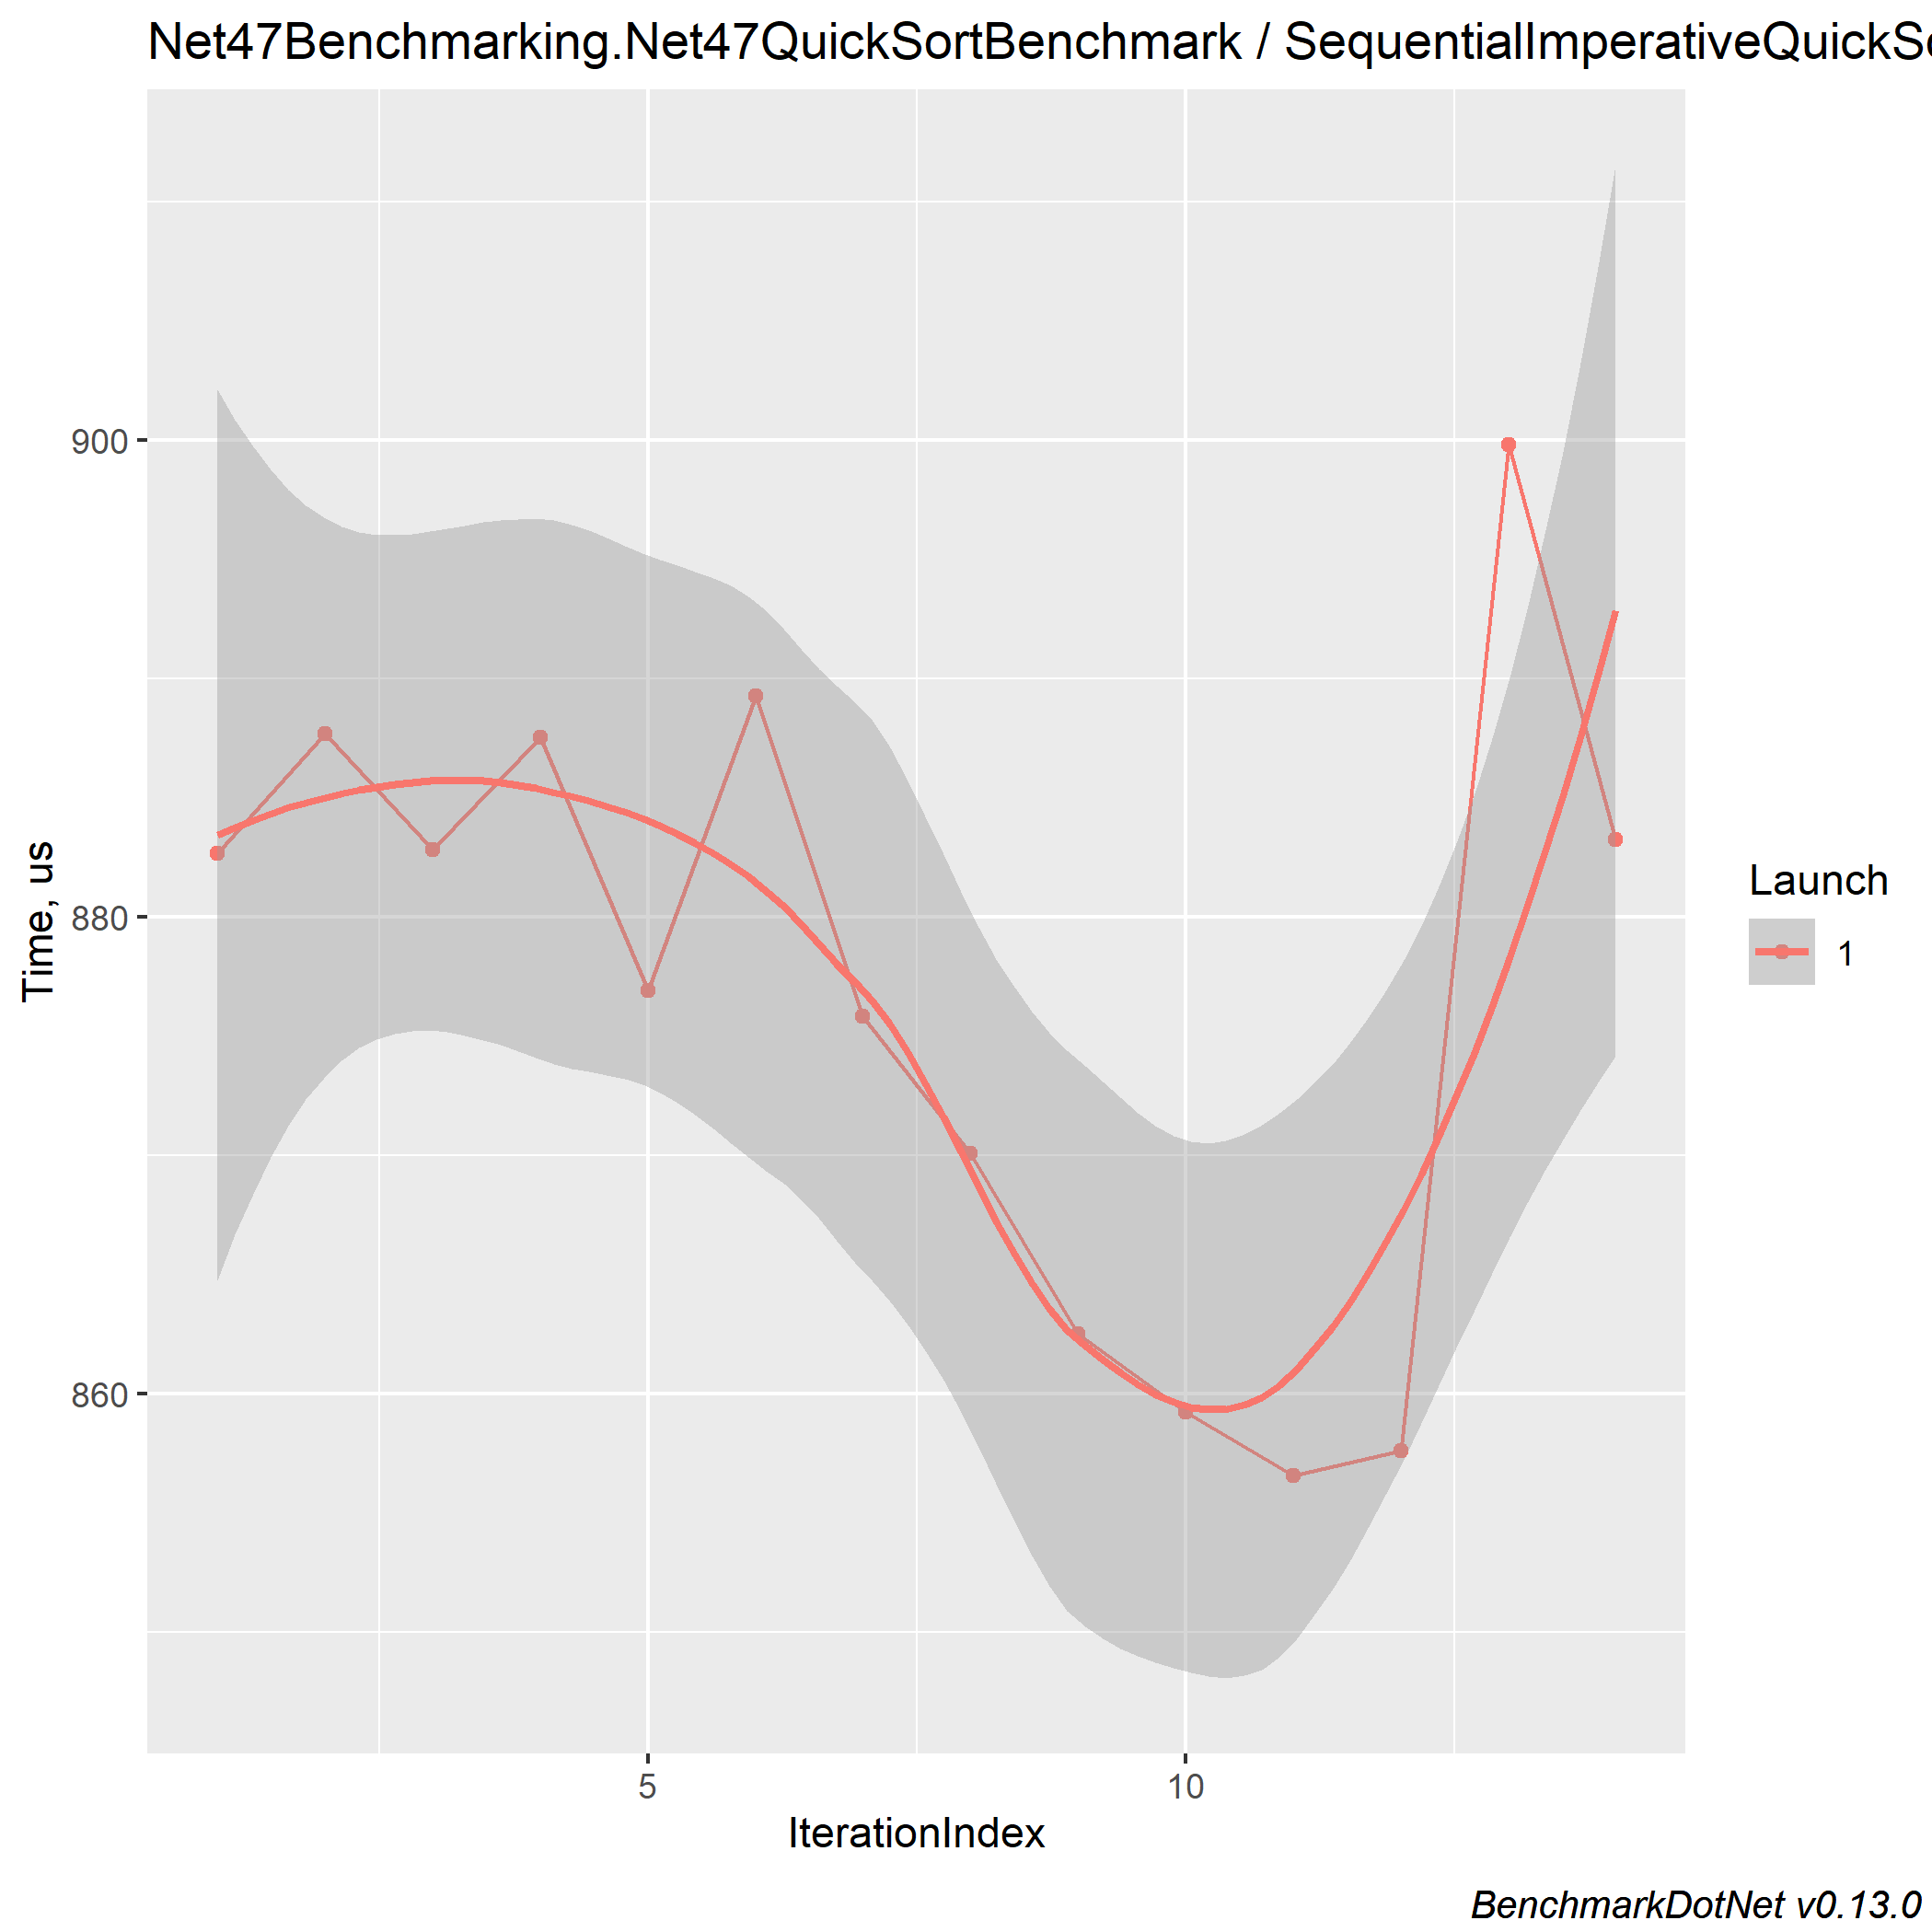 Net47Benchmarking.Net47QuickSortBenchmark / SequentialImperativeQuickSo
900
880
860
Time, us
5
10
IterationIndex
Launch
1
BenchmarkDotNet v0.13.0